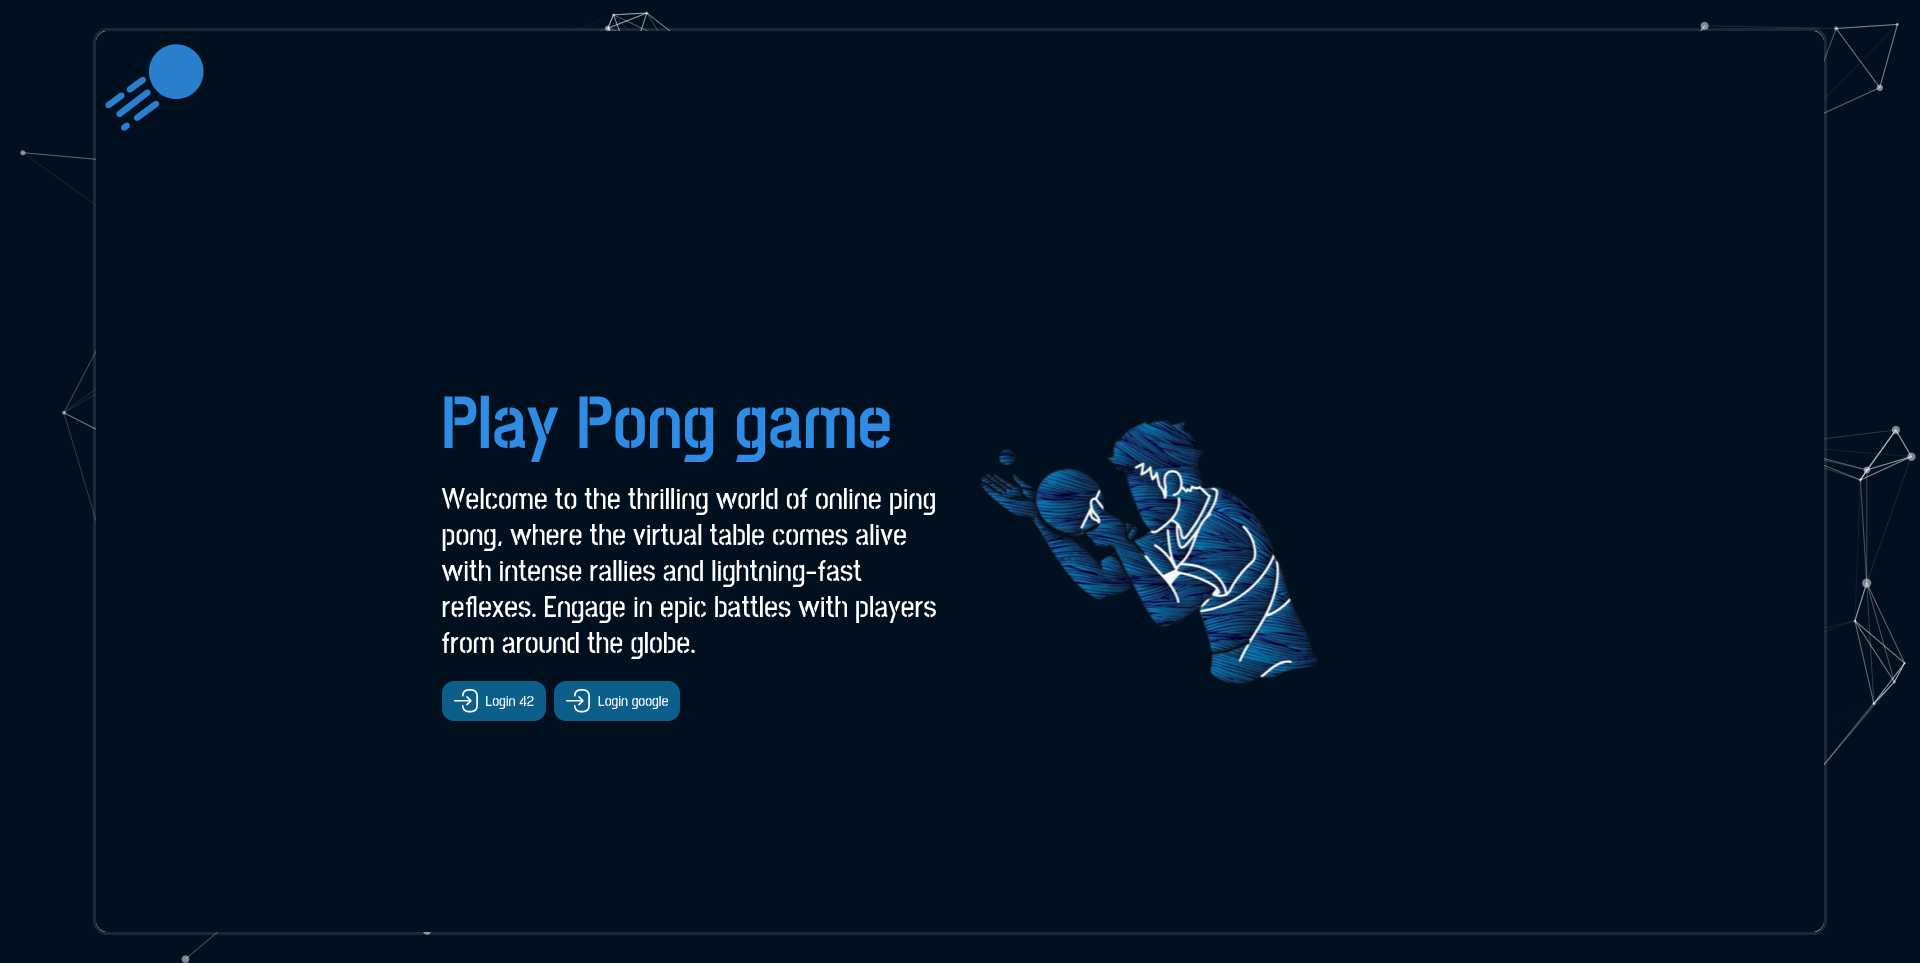 Play Pong game
Welcome to the thrilling world of online ping
pong, where the virtual table comes alive
with intense rallies and lightning-fast
reflexes. Engage in epic battles with players
from around the globe.
Login 42
Login google